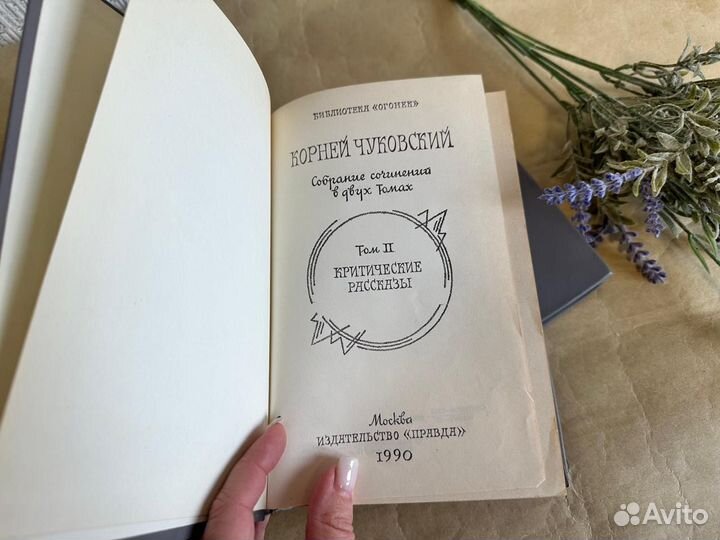 БИБЛИОТЕКА «ОГОНЕК»
КОРНЕЙ ЧУКОВСКИЙ
Собрание сочинений
в двух томах
Том II
КРИТИЧЕСКИЕ
РАССКАЗЫ
Москва
ИЗДАТЕЛЬСТВО «ПРАВДА»
1990
Avito